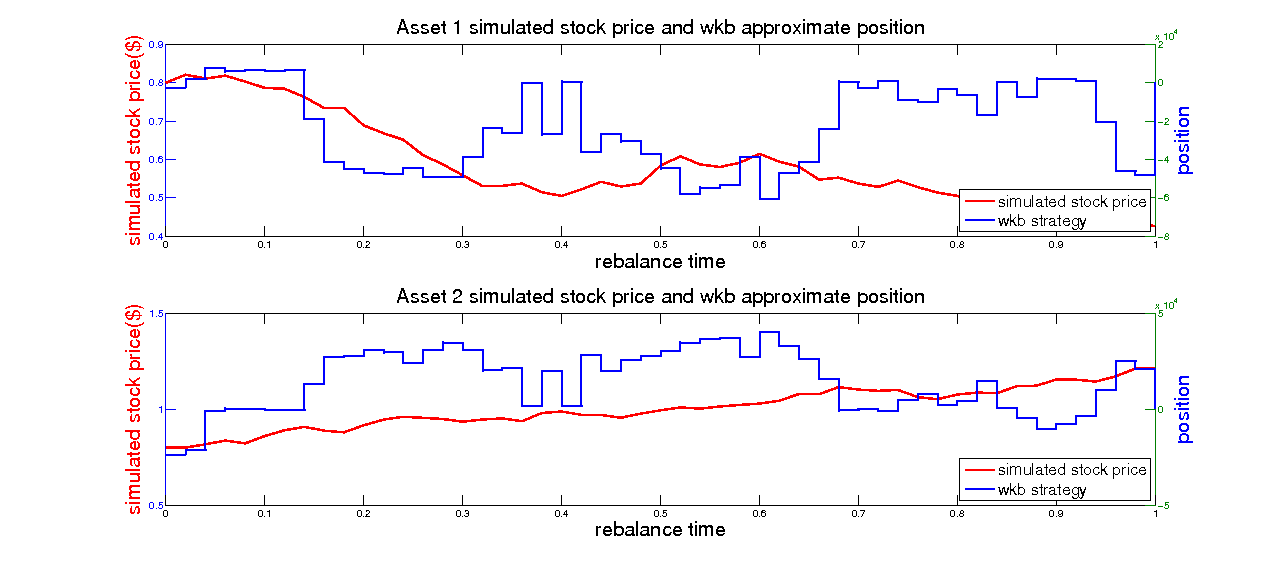 Asset 1 simulated stock price and wkb approximate position
x 10^4
simulated stock price($)
0.9
0.8
0.7
0.6
0.5
0.4
2
0
−2
−4
−6
−8
position
simulated stock price
wkb strategy
0 0.1 0.2 0.3 0.4 0.5 0.6 0.7 0.8 0.9 1
rebalance time
Asset 2 simulated stock price and wkb approximate position
x 10^4
simulated stock price($)
1.5
1
0.5
5
0
−5
position
simulated stock price
wkb strategy
0 0.1 0.2 0.3 0.4 0.5 0.6 0.7 0.8 0.9 1
rebalance time